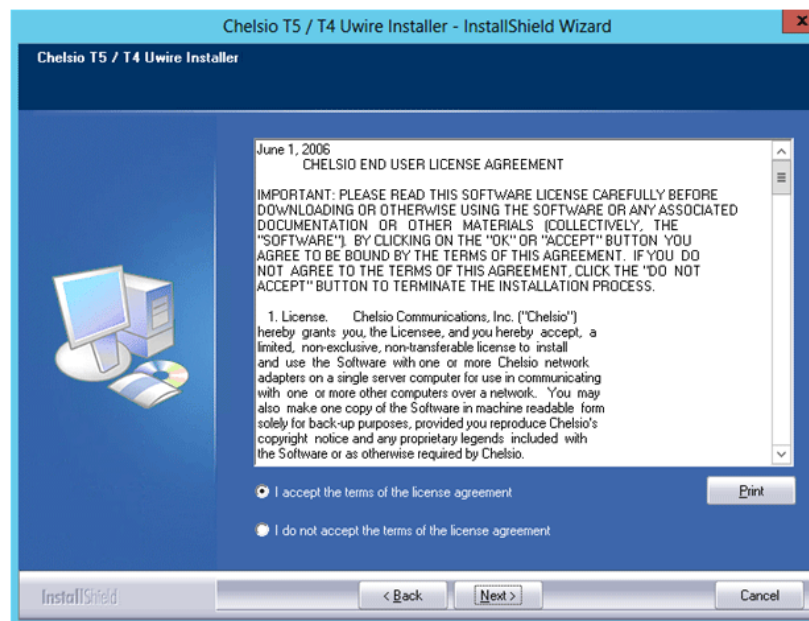 Chelsio T5 / T4 Uwire Installer - InstallShield Wizard
x
Chelsio T5 / T4 Uwire Installer
June 1, 2006
CHELSIO END USER LICENSE AGREEMENT
IMPORTANT: PLEASE READ THIS SOFTWARE LICENSE CAREFULLY BEFORE
DOWNLOADING OR OTHERWISE USING THE SOFTWARE OR ANY ASSOCIATED
DOCUMENTATION OR OTHER MATERIALS (COLLECTIVELY, THE
"SOFTWARE"). BY CLICKING ON THE "OK" OR "ACCEPT" BUTTON YOU
AGREE TO BE BOUND BY THE TERMS OF THIS AGREEMENT. IF YOU DO
NOT AGREE TO THE TERMS OF THIS AGREEMENT, CLICK THE "DO NOT
ACCEPT" BUTTON TO TERMINATE THE INSTALLATION PROCESS.
1. License. Chelsio Communications, Inc. ("Chelsio")
hereby grants you, the Licensee, and you hereby accept, a
limited, non-exclusive, non-transferable license to install
and use the Software with one or more Chelsio network
adapters on a single server computer for use in communicating
with one or more other computers over a network. You may
also make one copy of the Software in machine readable form
solely for back-up purposes, provided you reproduce Chelsio's
copyright notice and any proprietary legends included with
the Software or as otherwise required by Chelsio.
I accept the terms of the license agreement
Print
I do not accept the terms of the license agreement
InstallShield
< Back
Next >
Cancel